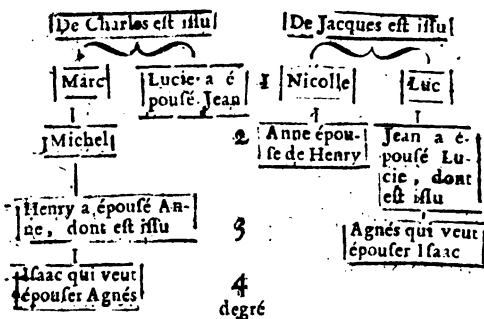 De Charles eſt iſſu
Marc
Lucie a é
pouſé Jean
Michel
Henry a épouſé An-
ne, dont eſt iſſu
Iſaac qui veut
épouſer Agnés
1
2
3
4
degré
De Jacques eſt iſſu
Nicolle
Luc
Anne épou-
ſe de Henry
Jean a é-
pouſé Lu-
cie, dont
eſt iſſu
Agnés qui veut
épouſer Iſaac